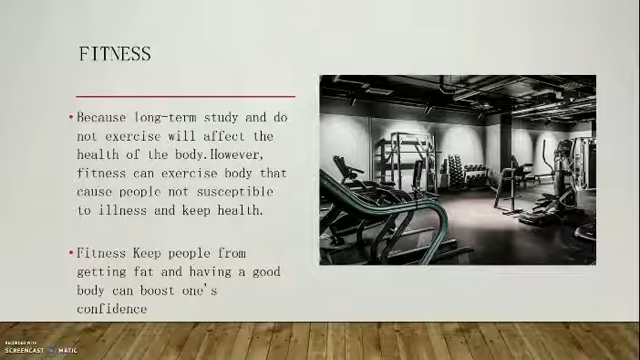 FITNESS
•Because long-term study and do
not exercise will affect the
health of the body.However,
fitness can exercise body that
cause people not susceptible
to illness and keep health.
•Fitness Keep people from
getting fat and having a good
body can boost one's
confidence
RECORDED WITH
SCREENCAST MATIC